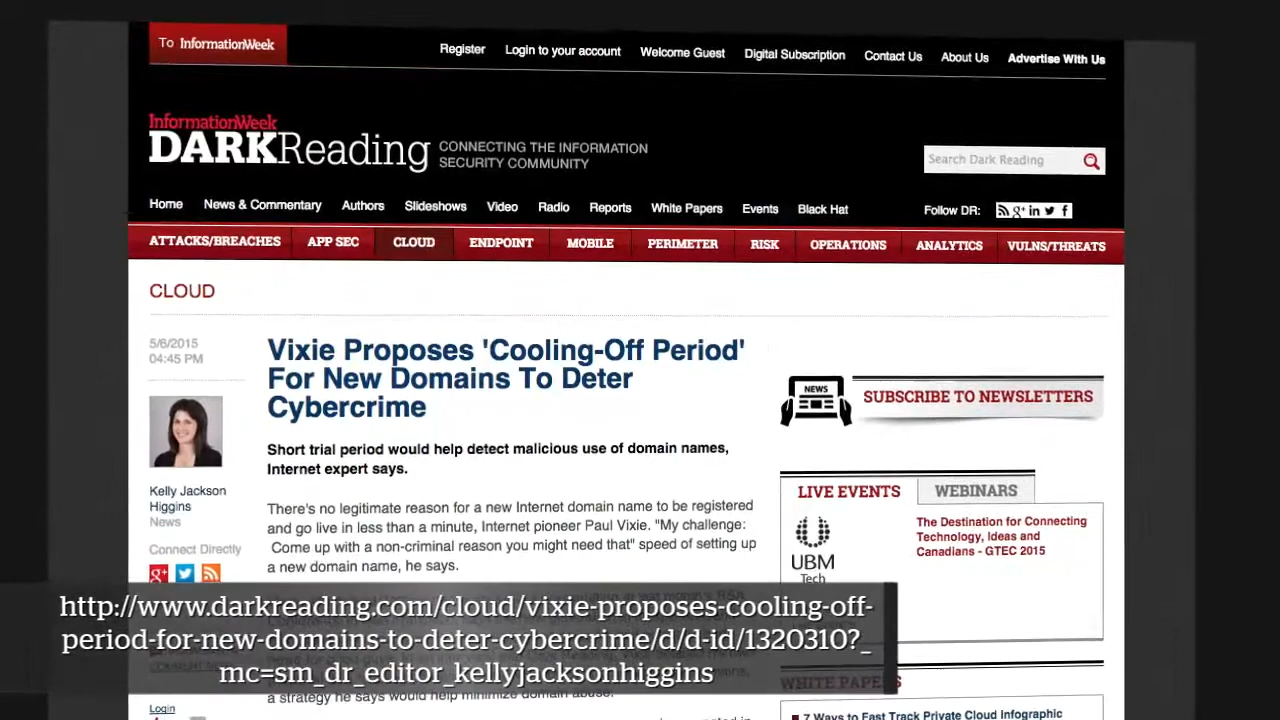 To InformationWeek
Register Login to your account Welcome Guest Digital Subscription Contact Us About Us Advertise With Us
InformationWeek
DARKReading
CONNECTING THE INFORMATION
SECURITY COMMUNITY
Search Dark Reading
Home News & Commentary Authors Slideshows Video Radio Reports White Papers Events Black Hat Follow DR:
ATTACKS/BREACHES APP SEC CLOUD ENDPOINT MOBILE PERIMETER RISK OPERATIONS ANALYTICS VULNS/THREATS
CLOUD
5/6/2015
04:45 PM
Kelly Jackson
Higgins
News
Connect Directly
Login
Vixie Proposes 'Cooling-Off Period'
For New Domains To Deter
Cybercrime
Short trial period would help detect malicious use of domain names,
Internet expert says.
There's no legitimate reason for a new Internet domain name to be registered
and go live in less than a minute, Internet pioneer Paul Vixie. "My challenge:
Come up with a non-criminal reason you might need that" speed of setting up
a new domain name, he says.
a strategy he says would help minimize domain abuse.
NEWS
SUBSCRIBE TO NEWSLETTERS
LIVE EVENTS WEBINARS
UBM
Tech
The Destination for Connecting
Technology, Ideas and
Canadians - GTEC 2015
WHITE PAPERS
7 Ways to Fast Track Private Cloud Infographic
http://www.darkreading.com/cloud/vixie-proposes-cooling-off-
period-for-new-domains-to-deter-cybercrime/d/d-id/1320310?_
mc=sm_dr_editor_kellyjacksonhiggins